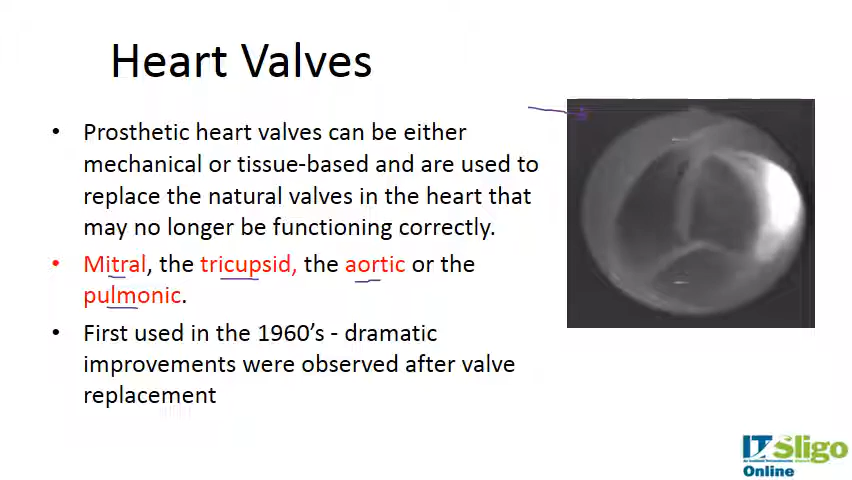 Heart Valves
• Prosthetic heart valves can be either
mechanical or tissue-based and are used to
replace the natural valves in the heart that
may no longer be functioning correctly.
• Mitral, the tricupsid, the aortic or the
pulmonic.
• First used in the 1960’s - dramatic
improvements were observed after valve
replacement
IT Sligo
Online